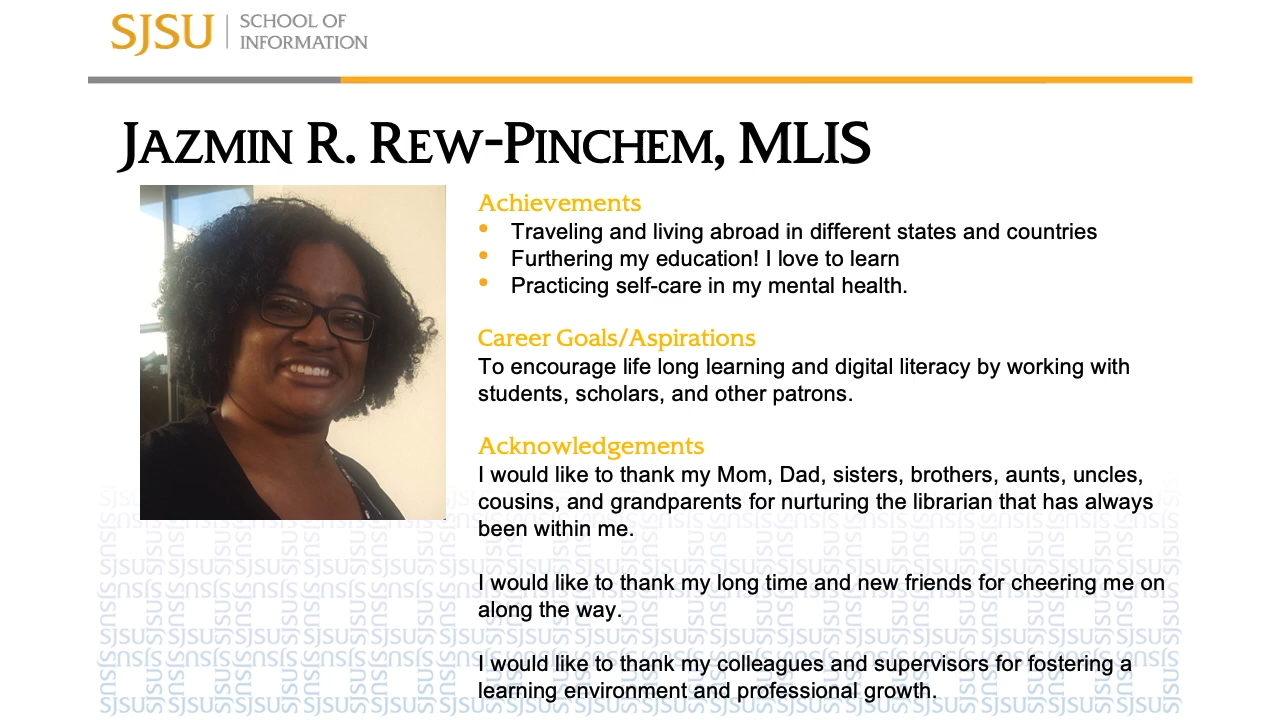 SJSU SCHOOL OF
INFORMATION
JAZMIN R. REW-PINCHEM, MLIS
Achievements
• Traveling and living abroad in different states and countries
• Furthering my education! I love to learn
• Practicing self-care in my mental health.
Career Goals/Aspirations
To encourage life long learning and digital literacy by working with
students, scholars, and other patrons.
Acknowledgements
I would like to thank my Mom, Dad, sisters, brothers, aunts, uncles,
cousins, and grandparents for nurturing the librarian that has always
been within me.
I would like to thank my long time and new friends for cheering me on
along the way.
I would like to thank my colleagues and supervisors for fostering a
learning environment and professional growth.